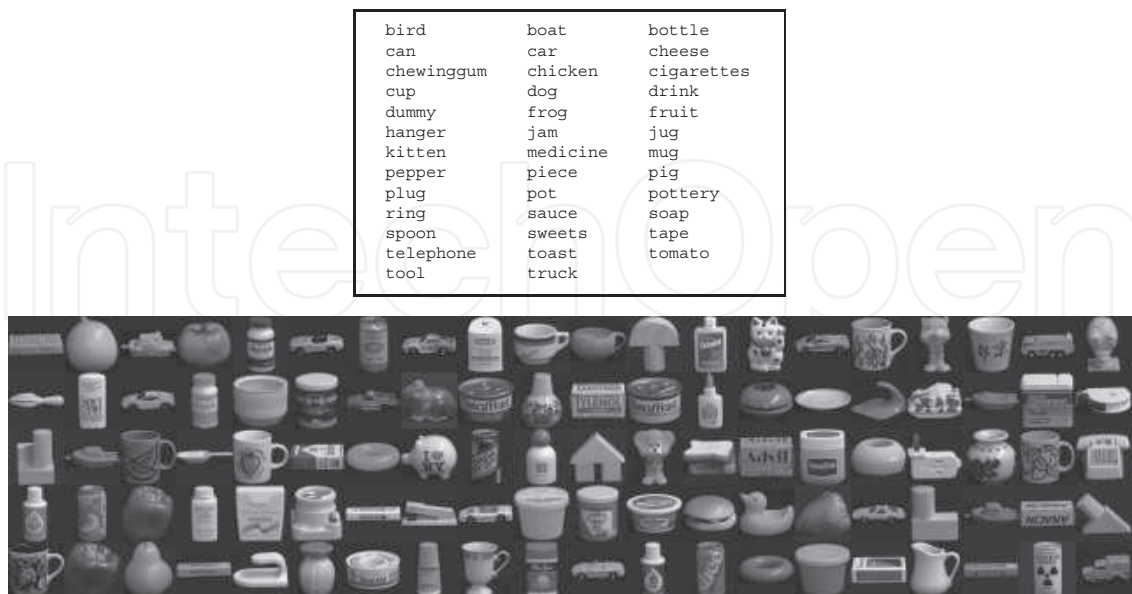 bird boat bottle
can car cheese
chewinggum chicken cigarettes
cup dog drink
dummy frog fruit
hanger jam jug
kitten medicine mug
pepper piece pig
plug pot pottery
ring sauce soap
spoon sweets tape
telephone toast tomato
tool truck
IntechOpen
TYLENOL
Advil